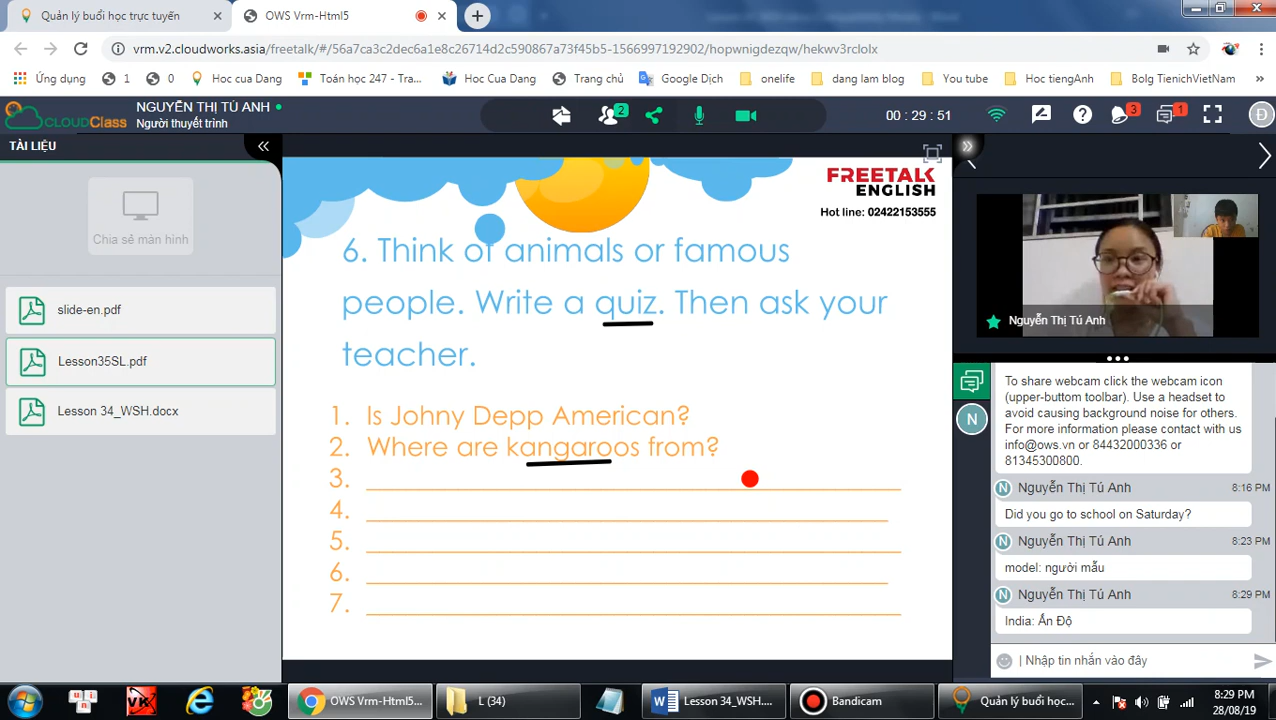 Quản lý buổi học trực tuyến
OWS Vrm-Html5
vrm.v2.cloudworks.asia/freetalk/#/56a7ca3c2dec6a1e8c26714d2c590867a73f45b5-1566997192902/hopwnigdezqw/hekwv3rclolx
Ứng dụng
1
0
Hoc cua Dang
Toán học 247 - Tra...
Học Cua Dang
Trang chủ
Google Dịch
onelife
dang lam blog
You tube
Học tiengAnh
Bolg TienichVietNam
»
CLOUDClass
NGUYỄN THỊ TÚ ANH
Người thuyết trình
2
00 : 29 : 51
3
1
Đ
TÀI LIỆU
Chia sẻ màn hình
slide-en.pdf
Lesson35SL.pdf
Lesson 34_WSH.docx
FREETALK
ENGLISH
Hot line: 02422153555
6. Think of animals or famous
people. Write a quiz. Then ask your
teacher.
1. Is Johny Depp American?
2. Where are kangaroos from?
3.
4.
5.
6.
7.
Nguyễn Thị Tú Anh
To share webcam click the webcam icon
(upper-buttom toolbar). Use a headset to
avoid causing background noise for others.
For more information please contact with us
info@ows.vn or 84432000336 or
81345300800.
N
N Nguyễn Thị Tú Anh 8:16 PM
Did you go to school on Saturday?
N Nguyễn Thị Tú Anh 8:23 PM
model: người mẫu
N Nguyễn Thị Tú Anh 8:29 PM
India: Ấn Độ
Nhập tin nhắn vào đây
OWS Vrm-Html5...
L (34)
Lesson 34_WSH....
Bandicam
Quản lý buổi học...
8:29 PM
28/08/19